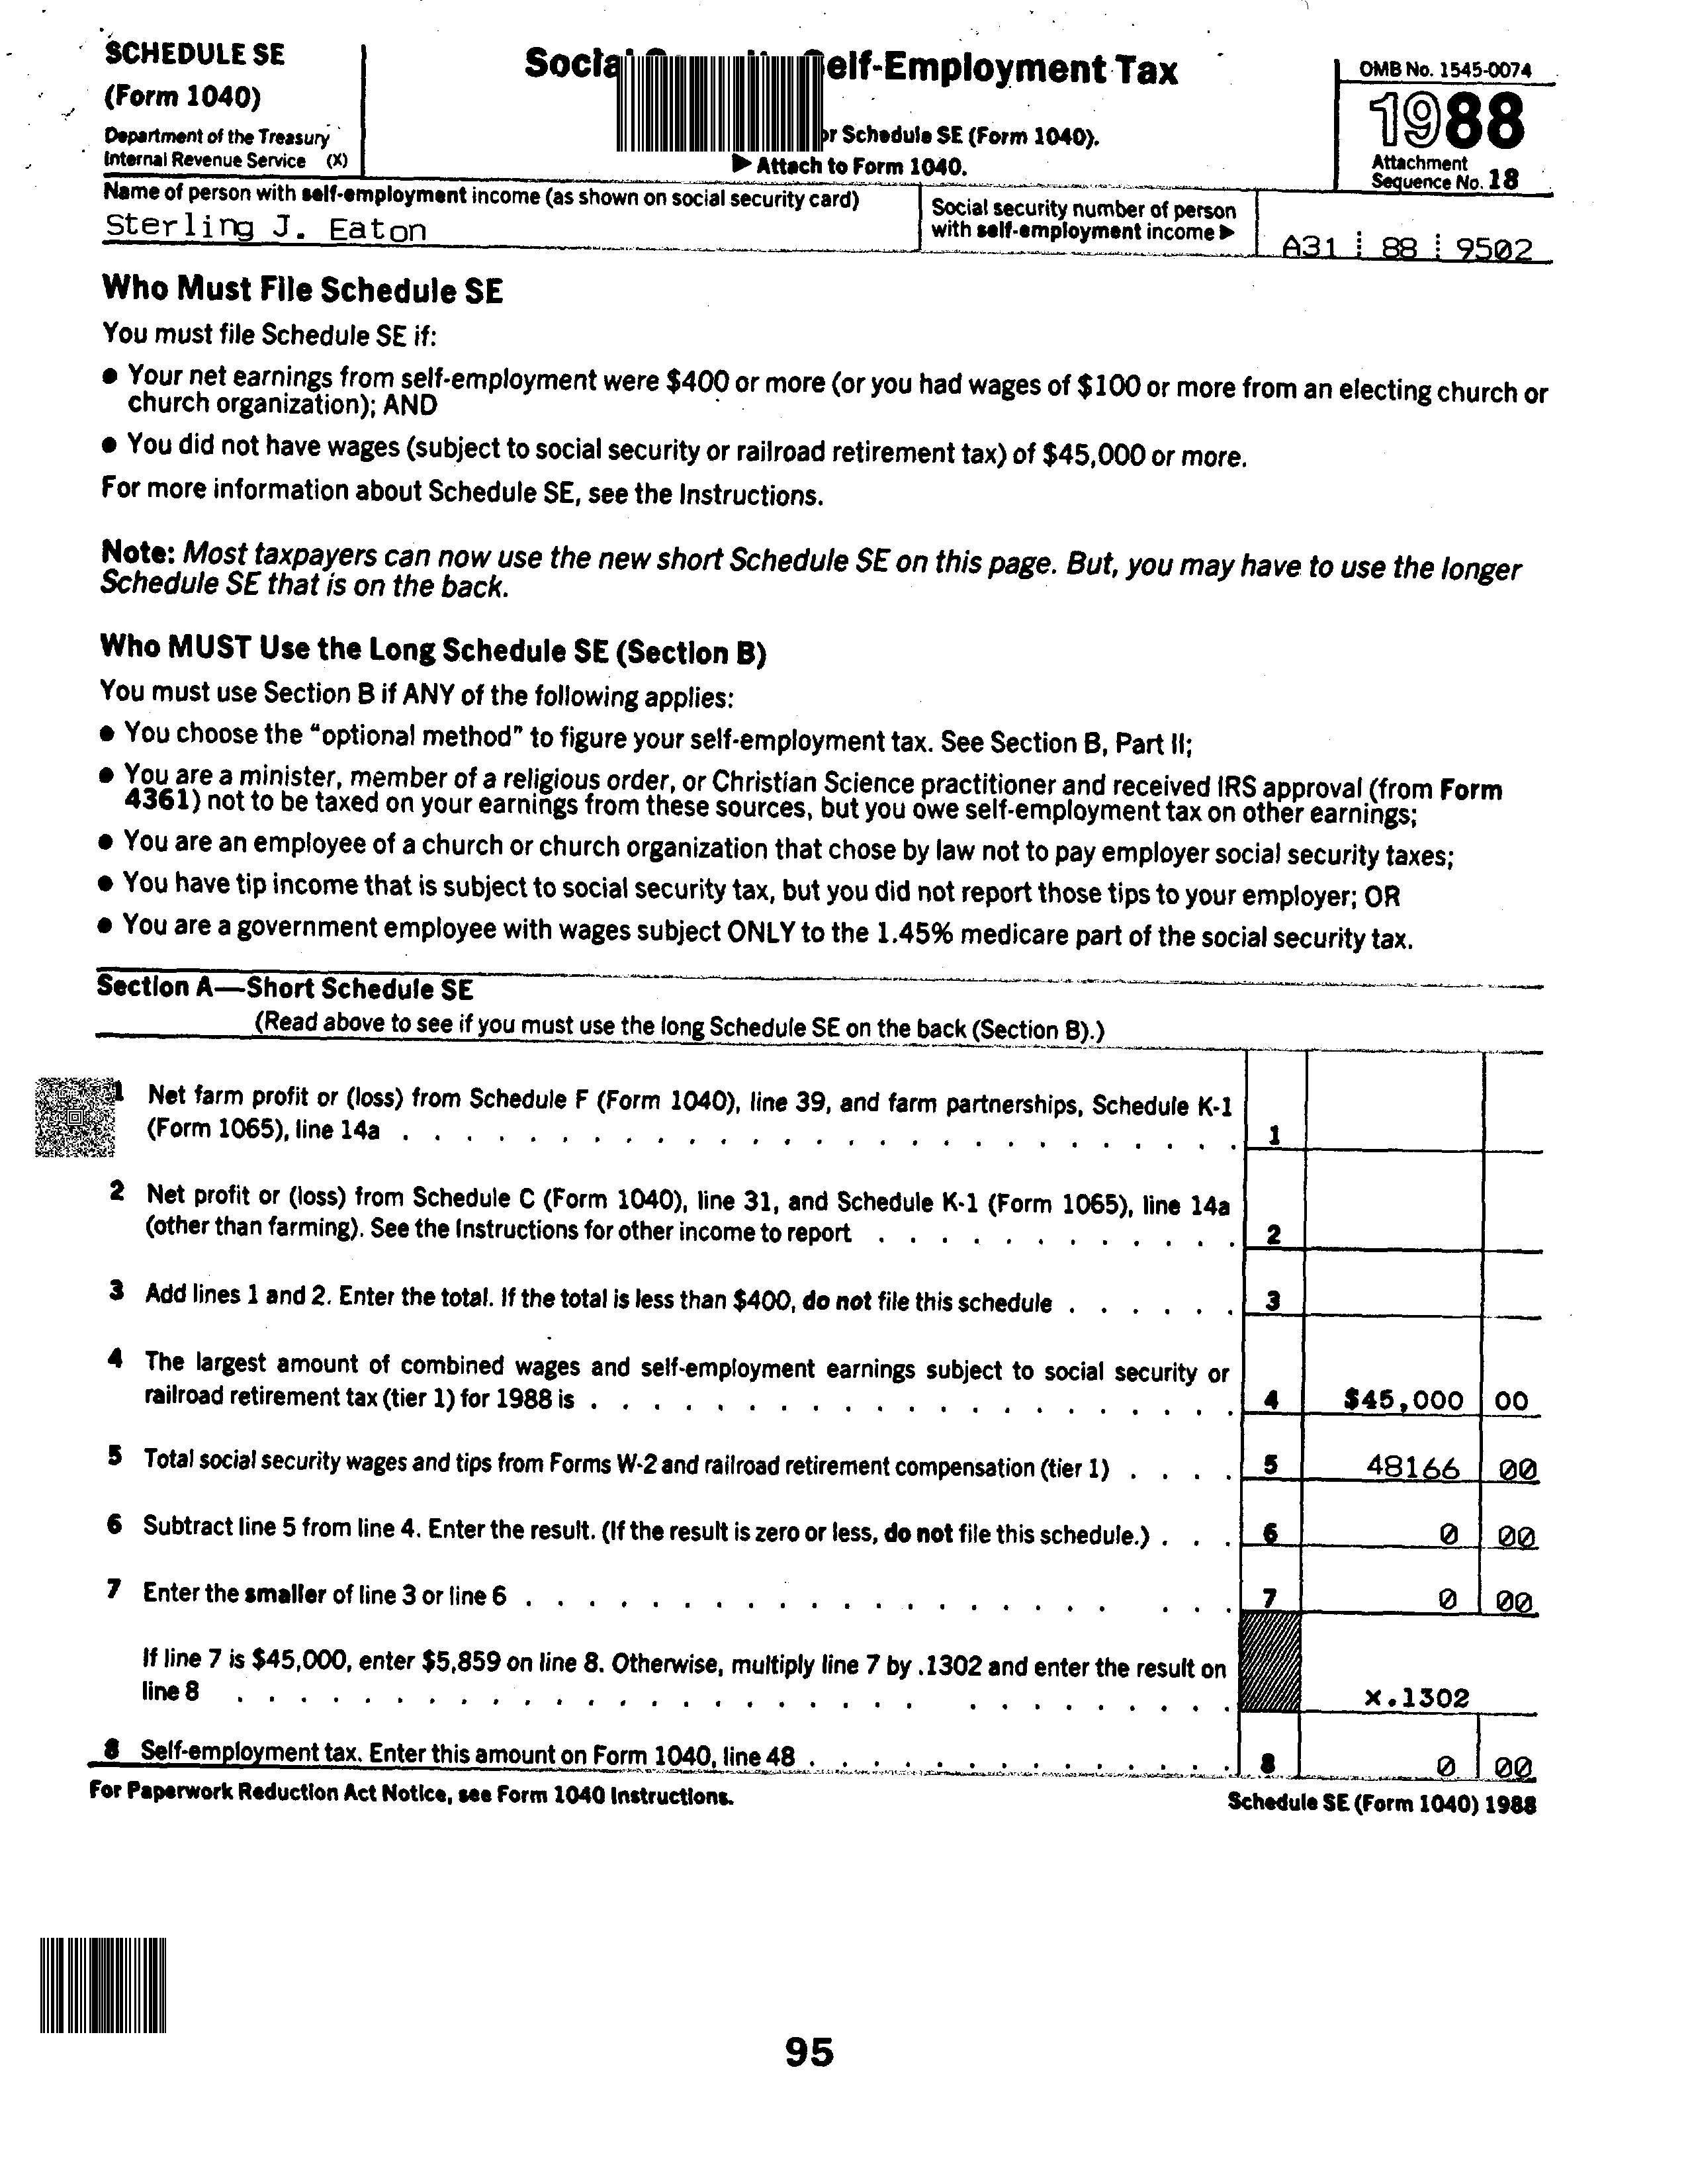 SCHEDULE SE
(Form 1040)
Department of the Treasury
Internal Revenue Service (X)
Self-Employment Tax
Schedule SE (Form 1040).
▶ Attach to Form 1040.
OMB No. 1545-0074
1988
Attachment
Sequence No. 18
Name of person with self-employment income (as shown on social security card)
Sterling J. Eaton
Social security number of person
with self-employment income ▶
A31 88 9502
Who Must File Schedule SE
You must file Schedule SE if:
● Your net earnings from self-employment were $400 or more (or you had wages of $100 or more from an electing church or
church organization); AND
● You did not have wages (subject to social security or railroad retirement tax) of $45,000 or more.
For more information about Schedule SE, see the Instructions.
Note: Most taxpayers can now use the new short Schedule SE on this page. But, you may have to use the longer
Schedule SE that is on the back.
Who MUST Use the Long Schedule SE (Section B)
You must use Section B if ANY of the following applies:
● You choose the “optional method” to figure your self-employment tax. See Section B, Part II;
● You are a minister, member of a religious order, or Christian Science practitioner and received IRS approval (from Form
4361) not to be taxed on your earnings from these sources, but you owe self-employment tax on other earnings;
● You are an employee of a church or church organization that chose by law not to pay employer social security taxes;
● You have tip income that is subject to social security tax, but you did not report those tips to your employer; OR
● You are a government employee with wages subject ONLY to the 1.45% medicare part of the social security tax.
Section A—Short Schedule SE
(Read above to see if you must use the long Schedule SE on the back (Section B).)
1 Net farm profit or (loss) from Schedule F (Form 1040), line 39, and farm partnerships, Schedule K-1
(Form 1065), line 14a . . . . . . . . . . . . . . . . . . . . . . . . . . . 1
2 Net profit or (loss) from Schedule C (Form 1040), line 31, and Schedule K-1 (Form 1065), line 14a
(other than farming). See the Instructions for other income to report . . . . . . . . . . . . 2
3 Add lines 1 and 2. Enter the total. If the total is less than $400, do not file this schedule . . . . . . 3
4 The largest amount of combined wages and self-employment earnings subject to social security or
railroad retirement tax (tier 1) for 1988 is . . . . . . . . . . . . . . . . . . . . . 4 $45,000 00
5 Total social security wages and tips from Forms W-2 and railroad retirement compensation (tier 1) . . . . 5 48166 00
6 Subtract line 5 from line 4. Enter the result. (If the result is zero or less, do not file this schedule.) . . . 6 0 00
7 Enter the smaller of line 3 or line 6 . . . . . . . . . . . . . . . . . . . . . . 7 0 00
If line 7 is $45,000, enter $5,859 on line 8. Otherwise, multiply line 7 by .1302 and enter the result on
line 8 . . . . . . . . . . . . . . . . . . . . . . . . . . . . . . x.1302
8 Self-employment tax. Enter this amount on Form 1040, line 48 . . . . . . . . . . . . . . 8 0 00
For Paperwork Reduction Act Notice, see Form 1040 Instructions.
Schedule SE (Form 1040) 1988
95